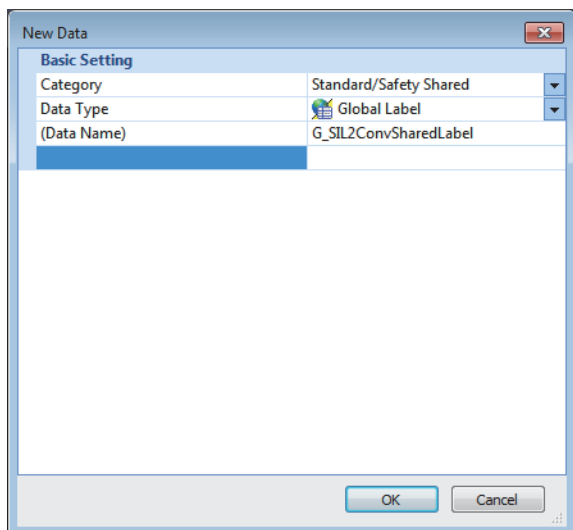 New Data
Basic Setting
Category Standard/Safety Shared
Data Type Global Label
(Data Name) G_SIL2ConvSharedLabel
OK Cancel